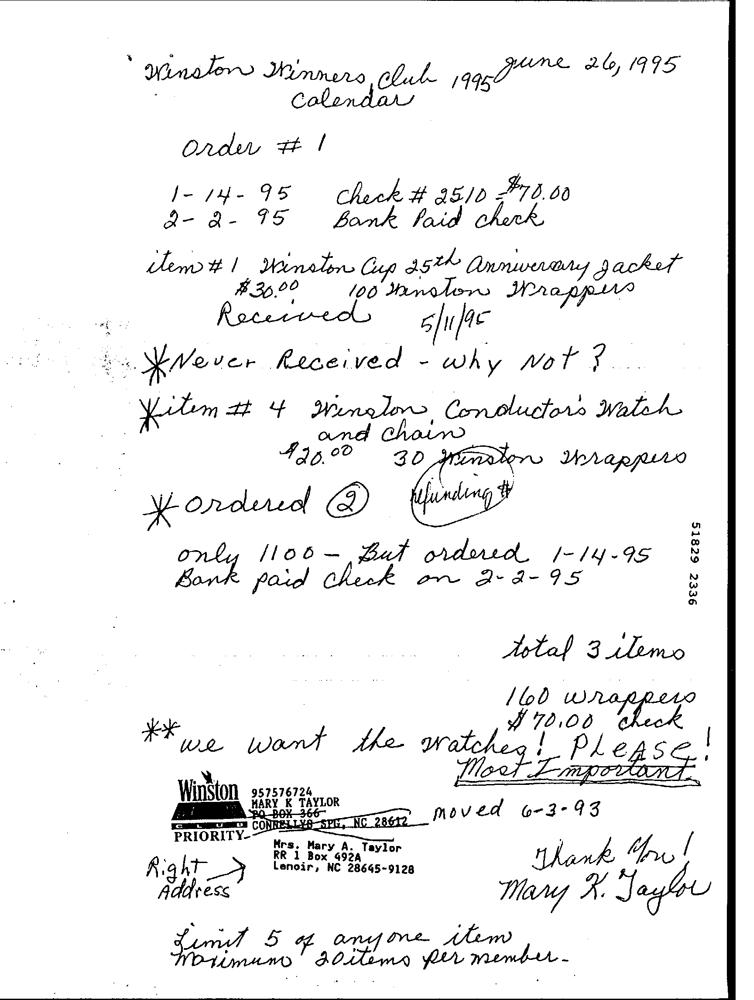 Winston Winners Club 1995 June 26, 1995
Calendar
Order # 1
1-14-95 Check # 2510 = $70.00
2-2-95 Bank Paid check
item # 1 Winston Cup 25th Anniversary Jacket
$30.00 100 Winston Wrappers
Received 5/11/95
*Never Received - Why Not?
*item # 4 Winston Conductor's Watch
and chain
$20.00 30 Winston Wrappers
*Ordered 2 refunding #
only 1100 - But ordered 1-14-95
Bank paid check on 2-2-95
51829 2336
total 3 items
160 wrappers
$70.00 check
**we want the watches! PLEASE!
Most Important
Winston
CLUB
PRIORITY
957576724
MARY K TAYLOR
PO BOX 366
CONNELLYS SPG, NC 28612
moved 6-3-93
Mrs. Mary A. Taylor
RR 1 Box 492A
Lenoir, NC 28645-9128
Right
Address
Thank You!
Mary K. Taylor
Limit 5 of anyone item
Maximum 20 items per member-